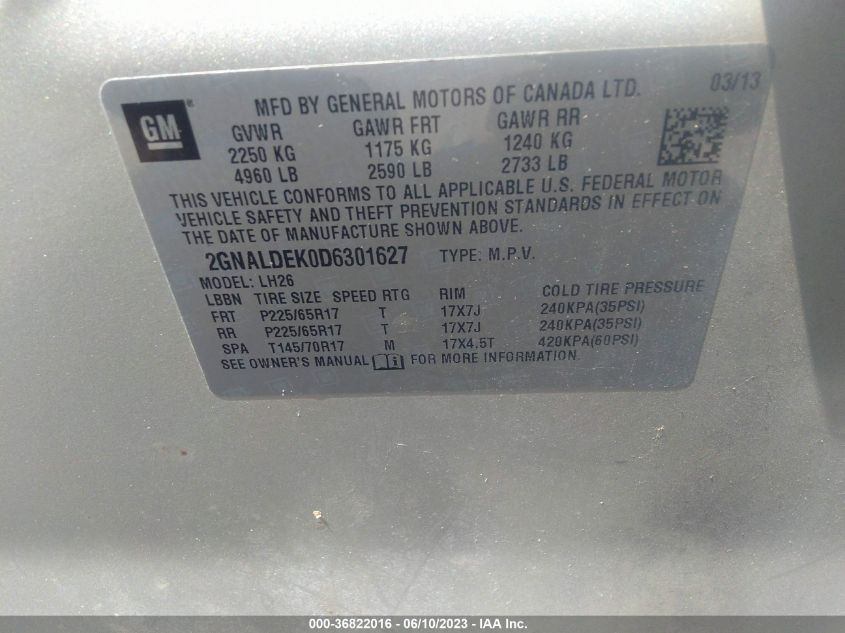 03/13
GM ®
MFD BY GENERAL MOTORS OF CANADA LTD.
GVWR GAWR FRT GAWR RR
2250 KG 1175 KG 1240 KG
4960 LB 2590 LB 2733 LB
THIS VEHICLE CONFORMS TO ALL APPLICABLE U.S. FEDERAL MOTOR
VEHICLE SAFETY AND THEFT PREVENTION STANDARDS IN EFFECT ON
THE DATE OF MANUFACTURE SHOWN ABOVE.
2GNALDEK0D6301627 TYPE: M.P.V.
MODEL: LH26
LBBN TIRE SIZE SPEED RTG RIM COLD TIRE PRESSURE
FRT P225/65R17 T 17X7J 240KPA(35PSI)
RR P225/65R17 T 17X7J 240KPA(35PSI)
SPA T145/70R17 M 17X4.5T 420KPA(60PSI)
SEE OWNER'S MANUAL FOR MORE INFORMATION.
000-36822016 - 06/10/2023 - IAA Inc.